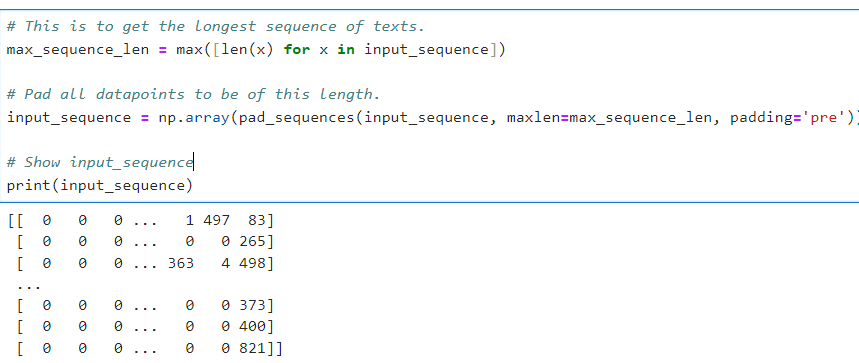 # This is to get the longest sequence of texts.
max_sequence_len = max([len(x) for x in input_sequence])
# Pad all datapoints to be of this length.
input_sequence = np.array(pad_sequences(input_sequence, maxlen=max_sequence_len, padding='pre'))
# Show input_sequence
print(input_sequence)
[[  0   0   0 ...   1 497  83]
 [  0   0   0 ...   0   0 265]
 [  0   0   0 ... 363   4 498]
 ...
 [  0   0   0 ...   0   0 373]
 [  0   0   0 ...   0   0 400]
 [  0   0   0 ...   0   0 821]]